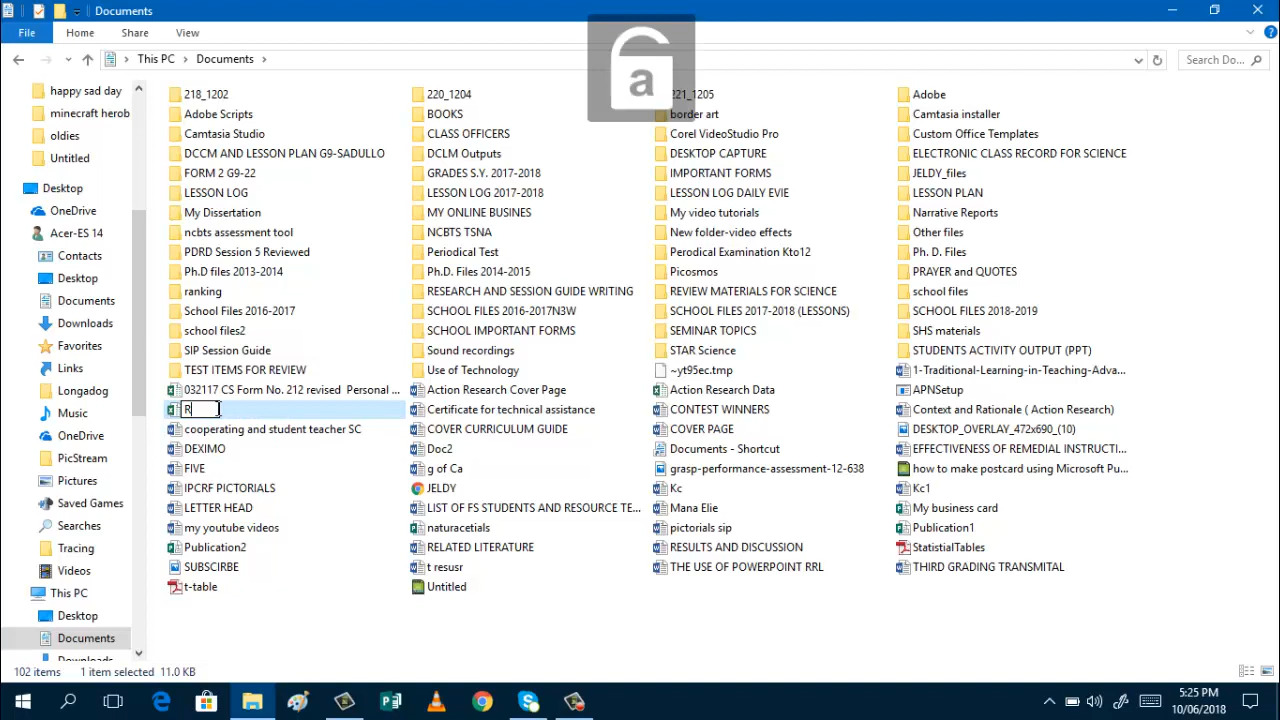 Documents
File Home Share View
This PC Documents Search Do...
happy sad day
minecraft herob
oldies
Untitled
Desktop
OneDrive
Acer-ES 14
Contacts
Desktop
Documents
Downloads
Favorites
Links
Longadog
Music
OneDrive
PicStream
Pictures
Saved Games
Searches
Tracing
Videos
This PC
Desktop
Documents
Downloads
a
218_1202 220_1204 221_1205 Adobe
Adobe Scripts BOOKS border art Camtasia installer
Camtasia Studio CLASS OFFICERS Corel VideoStudio Pro Custom Office Templates
DCCM AND LESSON PLAN G9-SADULLO DCLM Outputs DESKTOP CAPTURE ELECTRONIC CLASS RECORD FOR SCIENCE
FORM 2 G9-22 GRADES S.Y. 2017-2018 IMPORTANT FORMS JELDY_files
LESSON LOG LESSON LOG 2017-2018 LESSON LOG DAILY EVIE LESSON PLAN
My Dissertation MY ONLINE BUSINES My video tutorials Narrative Reports
ncbts assessment tool NCBTS TSNA New folder-video effects Other files
PDRD Session 5 Reviewed Periodical Test Perodical Examination Kto12 Ph. D. Files
Ph.D files 2013-2014 Ph.D. Files 2014-2015 Picosmos PRAYER and QUOTES
ranking RESEARCH AND SESSION GUIDE WRITING REVIEW MATERIALS FOR SCIENCE school files
School Files 2016-2017 SCHOOL FILES 2016-2017N3W SCHOOL FILES 2017-2018 (LESSONS) SCHOOL FILES 2018-2019
school files2 SCHOOL IMPORTANT FORMS SEMINAR TOPICS SHS materials
SIP Session Guide Sound recordings STAR Science STUDENTS ACTIVITY OUTPUT (PPT)
TEST ITEMS FOR REVIEW Use of Technology ~yt95ec.tmp 1-Traditional-Learning-in-Teaching-Adva...
032117 CS Form No. 212 revised Personal ... Action Research Cover Page Action Research Data APNSetup
R Certificate for technical assistance CONTEST WINNERS Context and Rationale ( Action Research)
cooperating and student teacher SC COVER CURRICULUM GUIDE COVER PAGE DESKTOP_OVERLAY_472x690_(10)
DEXIMO Doc2 Documents - Shortcut EFFECTIVENESS OF REMEDIAL INSTRUCTI...
FIVE g of Ca grasp-performance-assessment-12-638 how to make postcard using Microsoft Pu...
IPCRF PICTORIALS JELDY Kc Kc1
LETTER HEAD LIST OF FS STUDENTS AND RESOURCE TE... Mana Elie My business card
my youtube videos naturacetials pictorials sip Publication1
Publication2 RELATED LITERATURE RESULTS AND DISCUSSION StatistialTables
SUBSCIRBE t resusr THE USE OF POWERPOINT RRL THIRD GRADING TRANSMITAL
t-table Untitled
102 items 1 item selected 11.0 KB
5:25 PM
10/06/2018